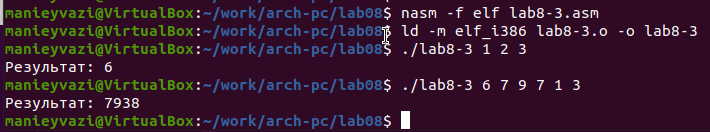 manieyvazi@VirtualBox:~/work/arch-pc/lab08$ nasm -f elf lab8-3.asm
manieyvazi@VirtualBox:~/work/arch-pc/lab08$ ld -m elf_i386 lab8-3.o -o lab8-3
manieyvazi@VirtualBox:~/work/arch-pc/lab08$ ./lab8-3 1 2 3
Результат: 6
manieyvazi@VirtualBox:~/work/arch-pc/lab08$ ./lab8-3 6 7 9 7 1 3
Результат: 7938
manieyvazi@VirtualBox:~/work/arch-pc/lab08$